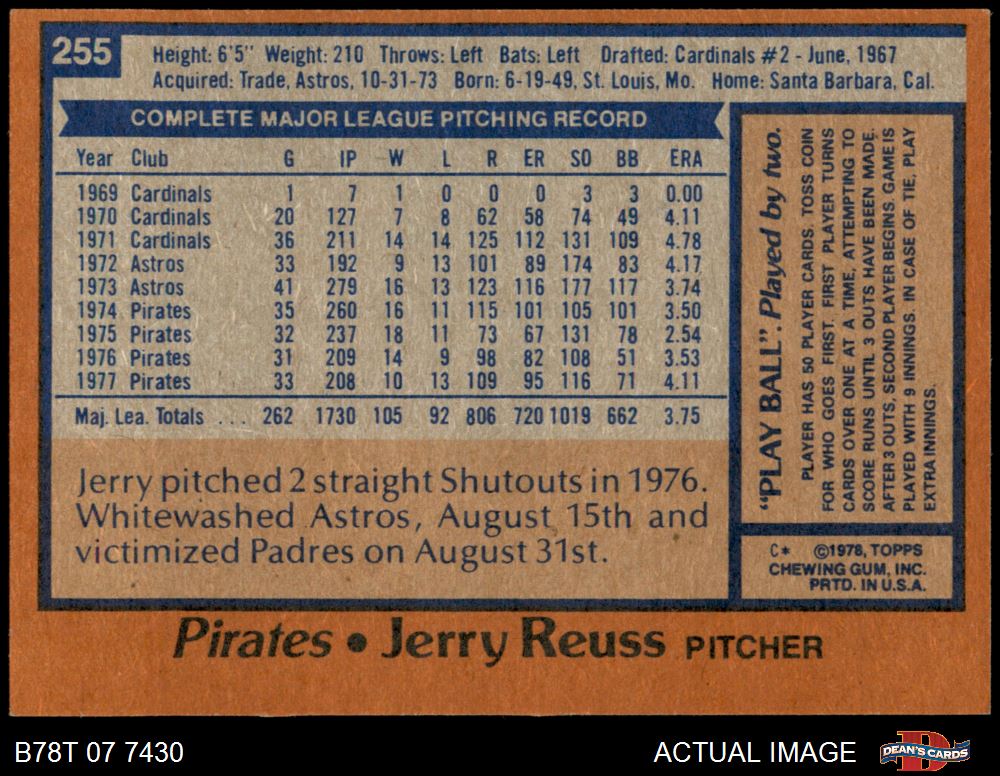 255
Height: 6'5" Weight: 210 Throws: Left Bats: Left Drafted: Cardinals #2 - June, 1967
Acquired: Trade, Astros, 10-31-73 Born: 6-19-49, St. Louis, Mo. Home: Santa Barbara, Cal.
COMPLETE MAJOR LEAGUE PITCHING RECORD
Year Club G IP W L R ER SO BB ERA
1969 Cardinals 1 7 1 0 0 0 3 3 0.00
1970 Cardinals 20 127 7 8 62 58 74 49 4.11
1971 Cardinals 36 211 14 14 125 112 131 109 4.78
1972 Astros 33 192 9 13 101 89 174 83 4.17
1973 Astros 41 279 16 13 123 116 177 117 3.74
1974 Pirates 35 260 16 11 115 101 105 101 3.50
1975 Pirates 32 237 18 11 73 67 131 78 2.54
1976 Pirates 31 209 14 9 98 82 108 51 3.53
1977 Pirates 33 208 10 13 109 95 116 71 4.11
Maj. Lea. Totals ... 262 1730 105 92 806 720 1019 662 3.75
Jerry pitched 2 straight Shutouts in 1976.
Whitewashed Astros, August 15th and
victimized Padres on August 31st.
"PLAY BALL". Played by two.
PLAYER HAS 50 PLAYER CARDS. TOSS COIN
FOR WHO GOES FIRST. FIRST PLAYER TURNS
CARDS OVER ONE AT A TIME, ATTEMPTING TO
SCORE RUNS UNTIL 3 OUTS HAVE BEEN MADE.
AFTER 3 OUTS, SECOND PLAYER BEGINS. GAME IS
PLAYED WITH 9 INNINGS. IN CASE OF TIE, PLAY
EXTRA INNINGS.
C* ©1978, TOPPS
CHEWING GUM, INC.
PRTD. IN U.S.A.
Pirates • Jerry Reuss PITCHER
B78T 07 7430
ACTUAL IMAGE
D
DEAN'S CARDS